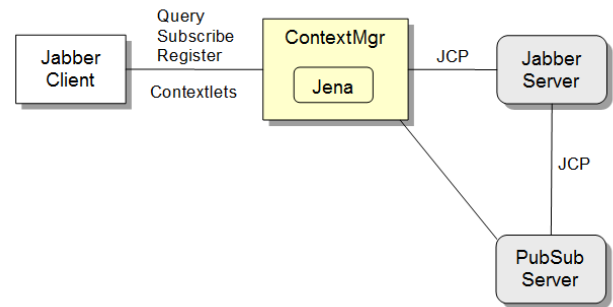 Query
Subscribe
Register
Contextlets
Jabber
Client
ContextMgr
Jena
JCP
Jabber
Server
JCP
PubSub
Server